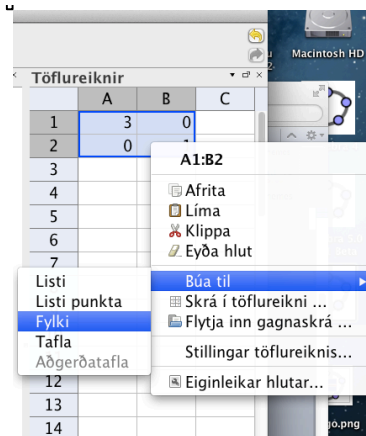 Macintosh HD
Töflureiknir
A B C
1 3 0
2 0
3
4
5
6
7
12
13
14
A1:B2
Afrita
Líma
Klippa
Eyða hlut
Búa til
Skrá í töflureikni ...
Flytja inn gagnaskrá ...
Stillingar töflureiknis...
Eiginleikar hlutar...
Listi
Listi punkta
Fylki
Tafla
Aðgerðatafla
go.png